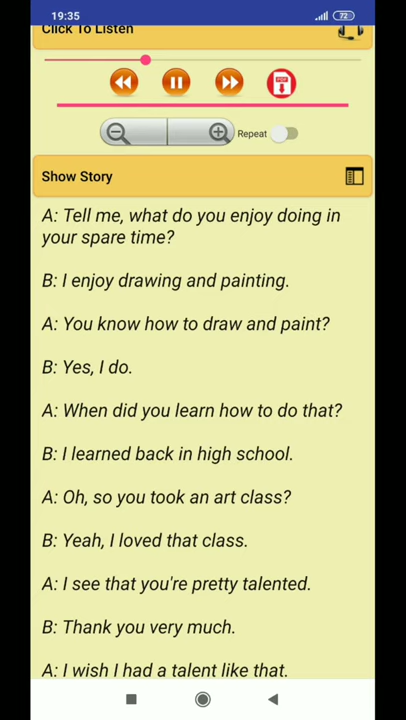 19:35
72
Click To Listen
PDF
Repeat
Show Story
A: Tell me, what do you enjoy doing in
your spare time?
B: I enjoy drawing and painting.
A: You know how to draw and paint?
B: Yes, I do.
A: When did you learn how to do that?
B: I learned back in high school.
A: Oh, so you took an art class?
B: Yeah, I loved that class.
A: I see that you're pretty talented.
B: Thank you very much.
A: I wish I had a talent like that.